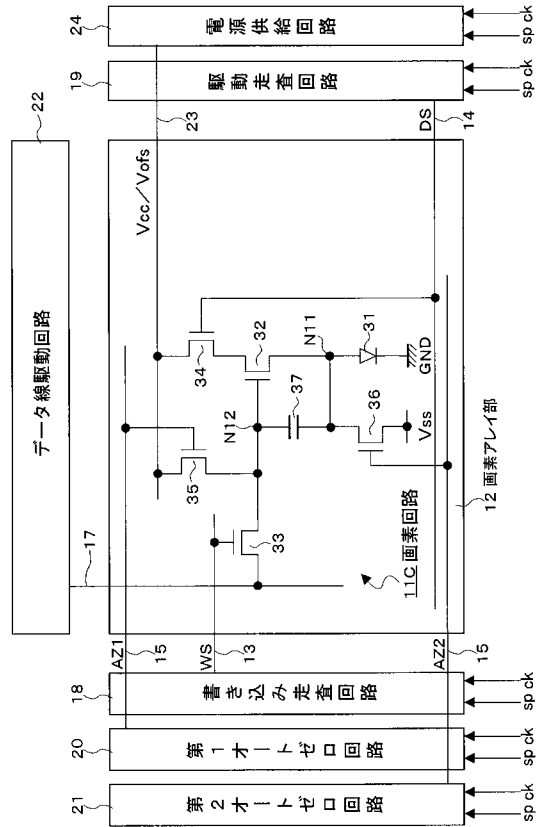 22
データ線駆動回路
17
24
電源供給回路
sp ck
19
駆動走査回路
sp ck
23
Vcc／Vofs
DS
14
AZ1
15
WS
13
AZ2
15
34
32
N11
31
GND
37
N12
35
33
36
Vss
11C 画素回路
12 画素アレイ部
18
書き込み走査回路
sp ck
20
第1オートゼロ回路
sp ck
21
第2オートゼロ回路
sp ck